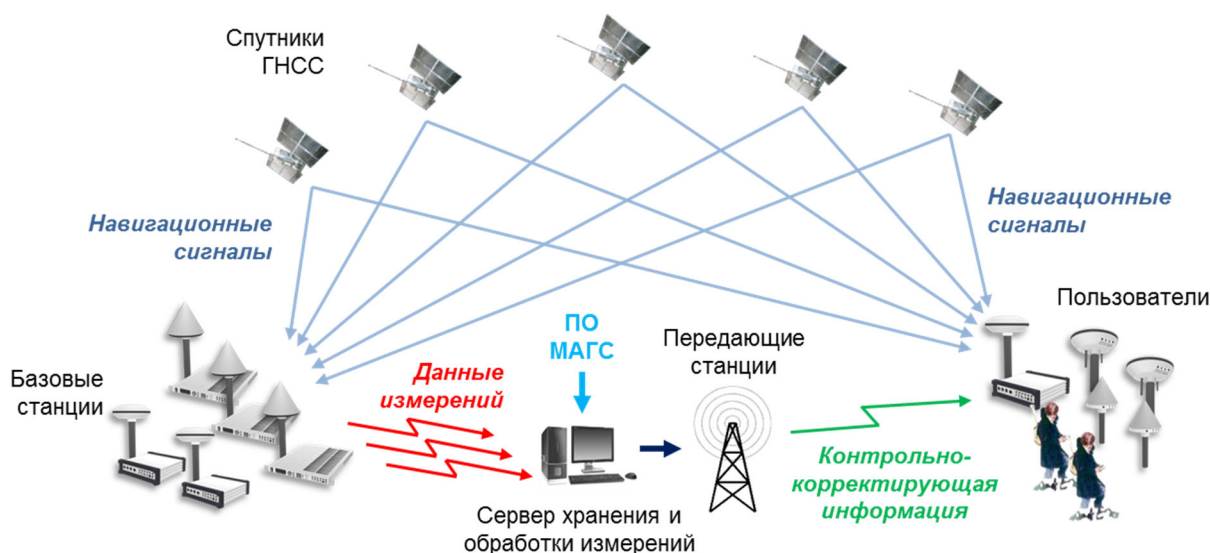 Спутники
ГНСС
Навигационные
сигналы
Навигационные
сигналы
Пользователи
Базовые
станции
Данные
измерений
ПО
МАГС
Передающие
станции
Контрольно-
корректирующая
информация
Сервер хранения и
обработки измерений